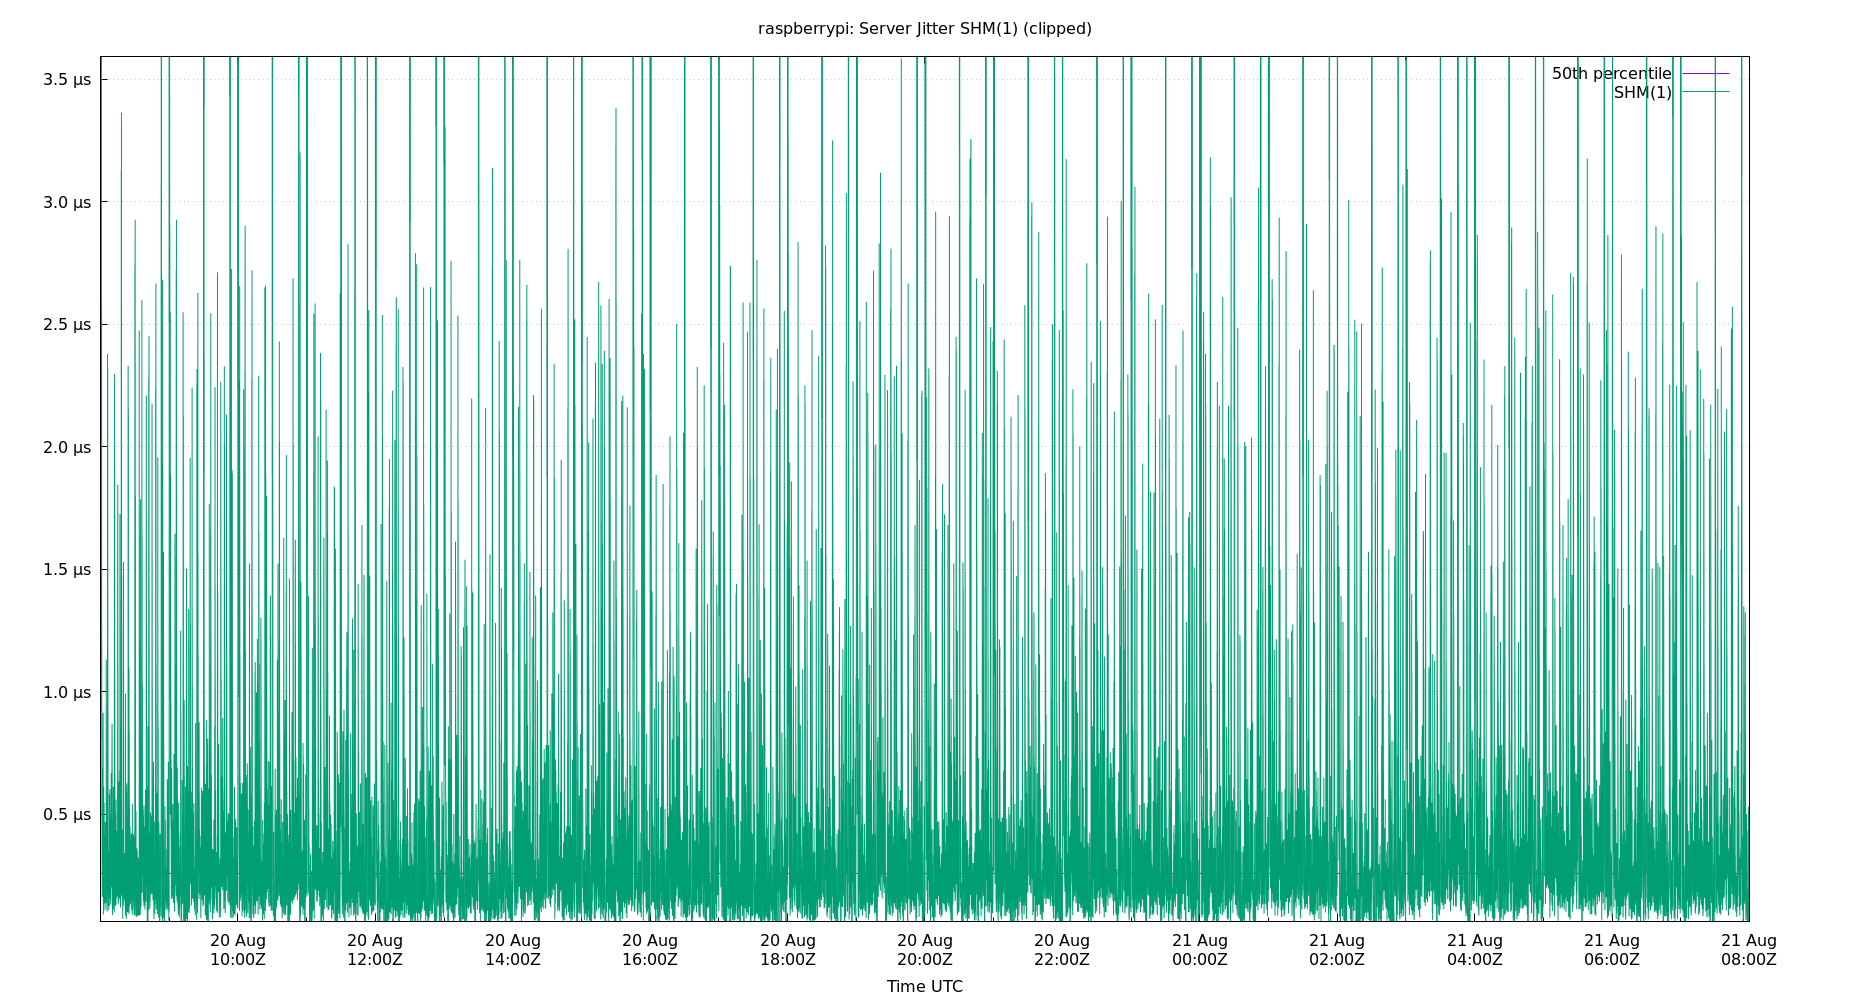 raspberrypi: Server Jitter SHM(1) (clipped)
50th percentile
SHM(1)
3.5 µs
3.0 µs
2.5 µs
2.0 µs
1.5 µs
1.0 µs
0.5 µs
20 Aug 20 Aug 20 Aug 20 Aug 20 Aug 20 Aug 20 Aug 21 Aug 21 Aug 21 Aug 21 Aug 21 Aug
10:00Z 12:00Z 14:00Z 16:00Z 18:00Z 20:00Z 22:00Z 00:00Z 02:00Z 04:00Z 06:00Z 08:00Z
Time UTC